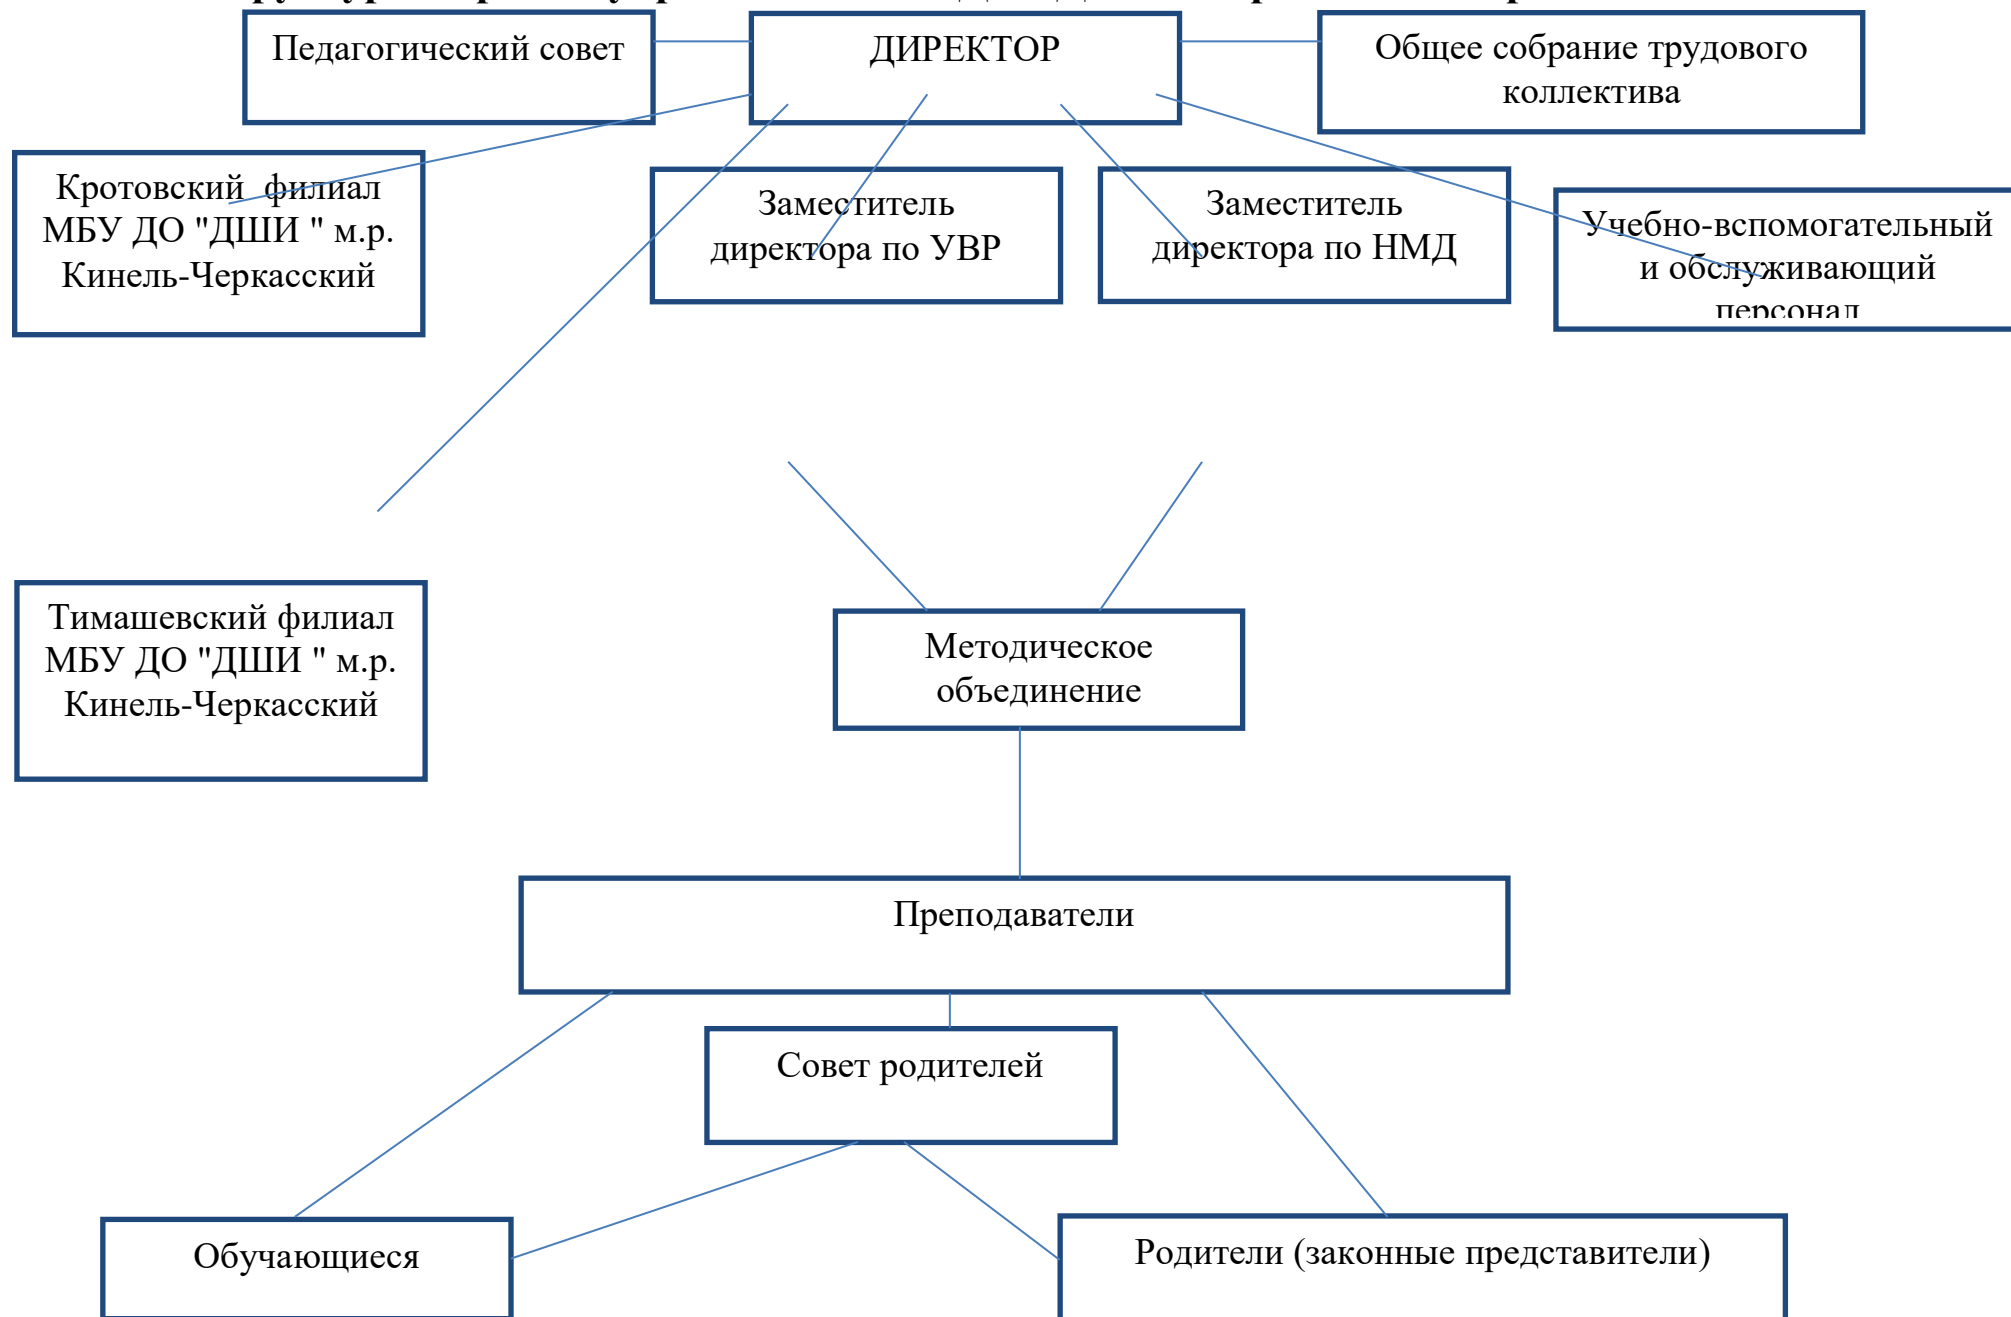 Педагогический совет
ДИРЕКТОР
Общее собрание трудового
коллектива
Кротовский филиал
МБУ ДО "ДШИ " м.р.
Кинель-Черкасский
Заместитель
директора по УВР
Заместитель
директора по НМД
Учебно-вспомогательный
и обслуживающий
персонал
Тимашевский филиал
МБУ ДО "ДШИ " м.р.
Кинель-Черкасский
Методическое
объединение
Преподаватели
Совет родителей
Обучающиеся
Родители (законные представители)